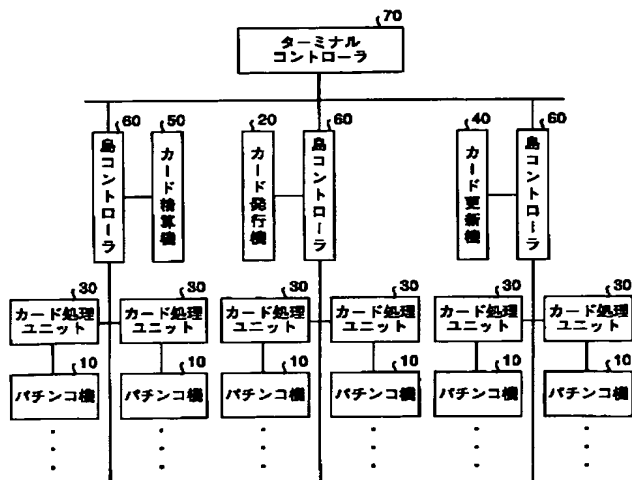 70
ターミナル
コントローラ
60
50
20
60
40
60
島コントローラ
カード精算機
カード発行機
島コントローラ
カード更新機
島コントローラ
30
30
30
30
30
30
カード処理
ユニット
カード処理
ユニット
カード処理
ユニット
カード処理
ユニット
カード処理
ユニット
カード処理
ユニット
10
10
10
10
10
10
パチンコ機
パチンコ機
パチンコ機
パチンコ機
パチンコ機
パチンコ機